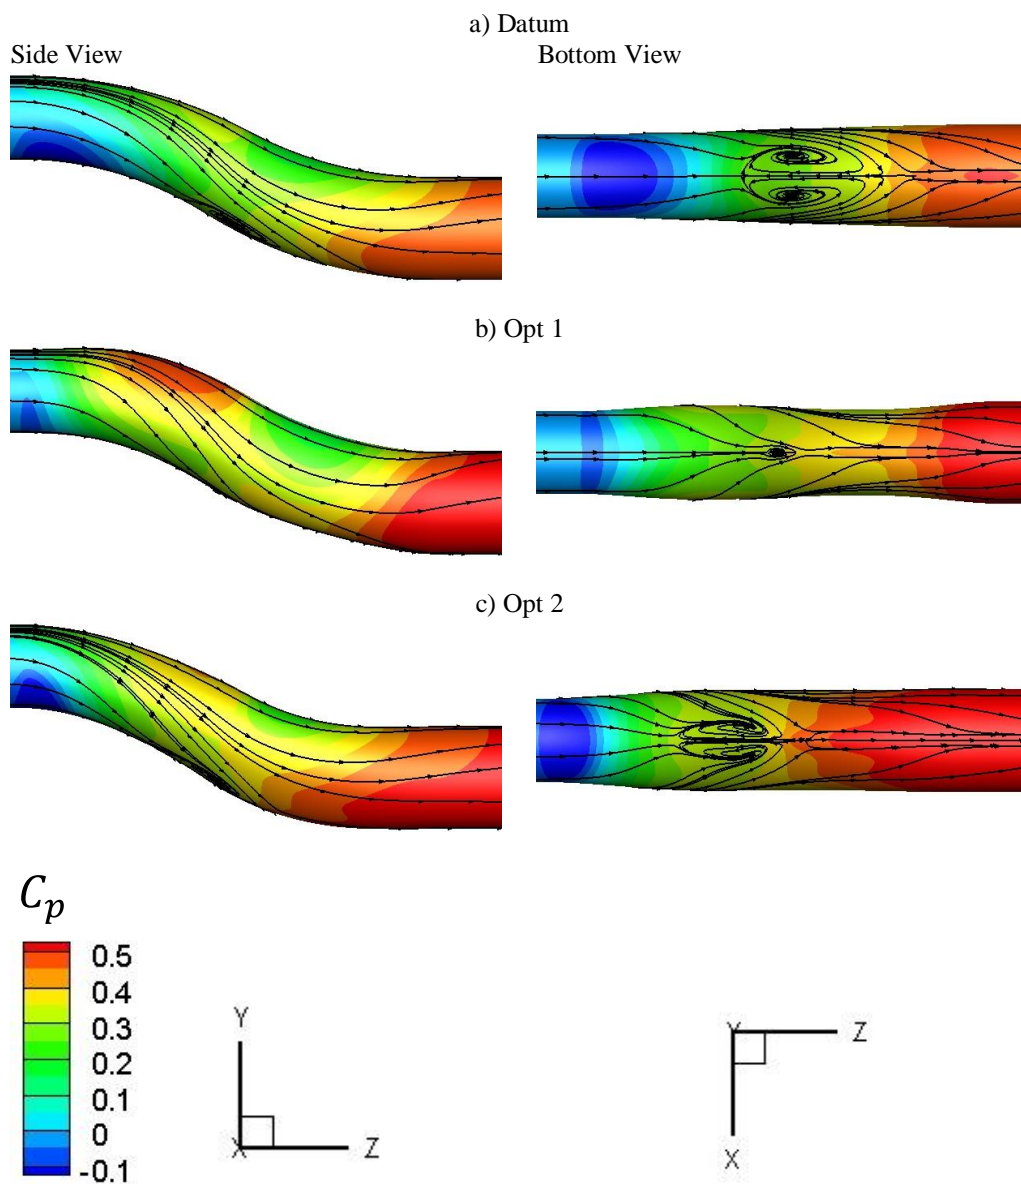 a) Datum
Side View
Bottom View
b) Opt 1
c) Opt 2
Cp
0.5
0.4
0.3
0.2
0.1
0
-0.1
Y
X
Z
Y
Z
X